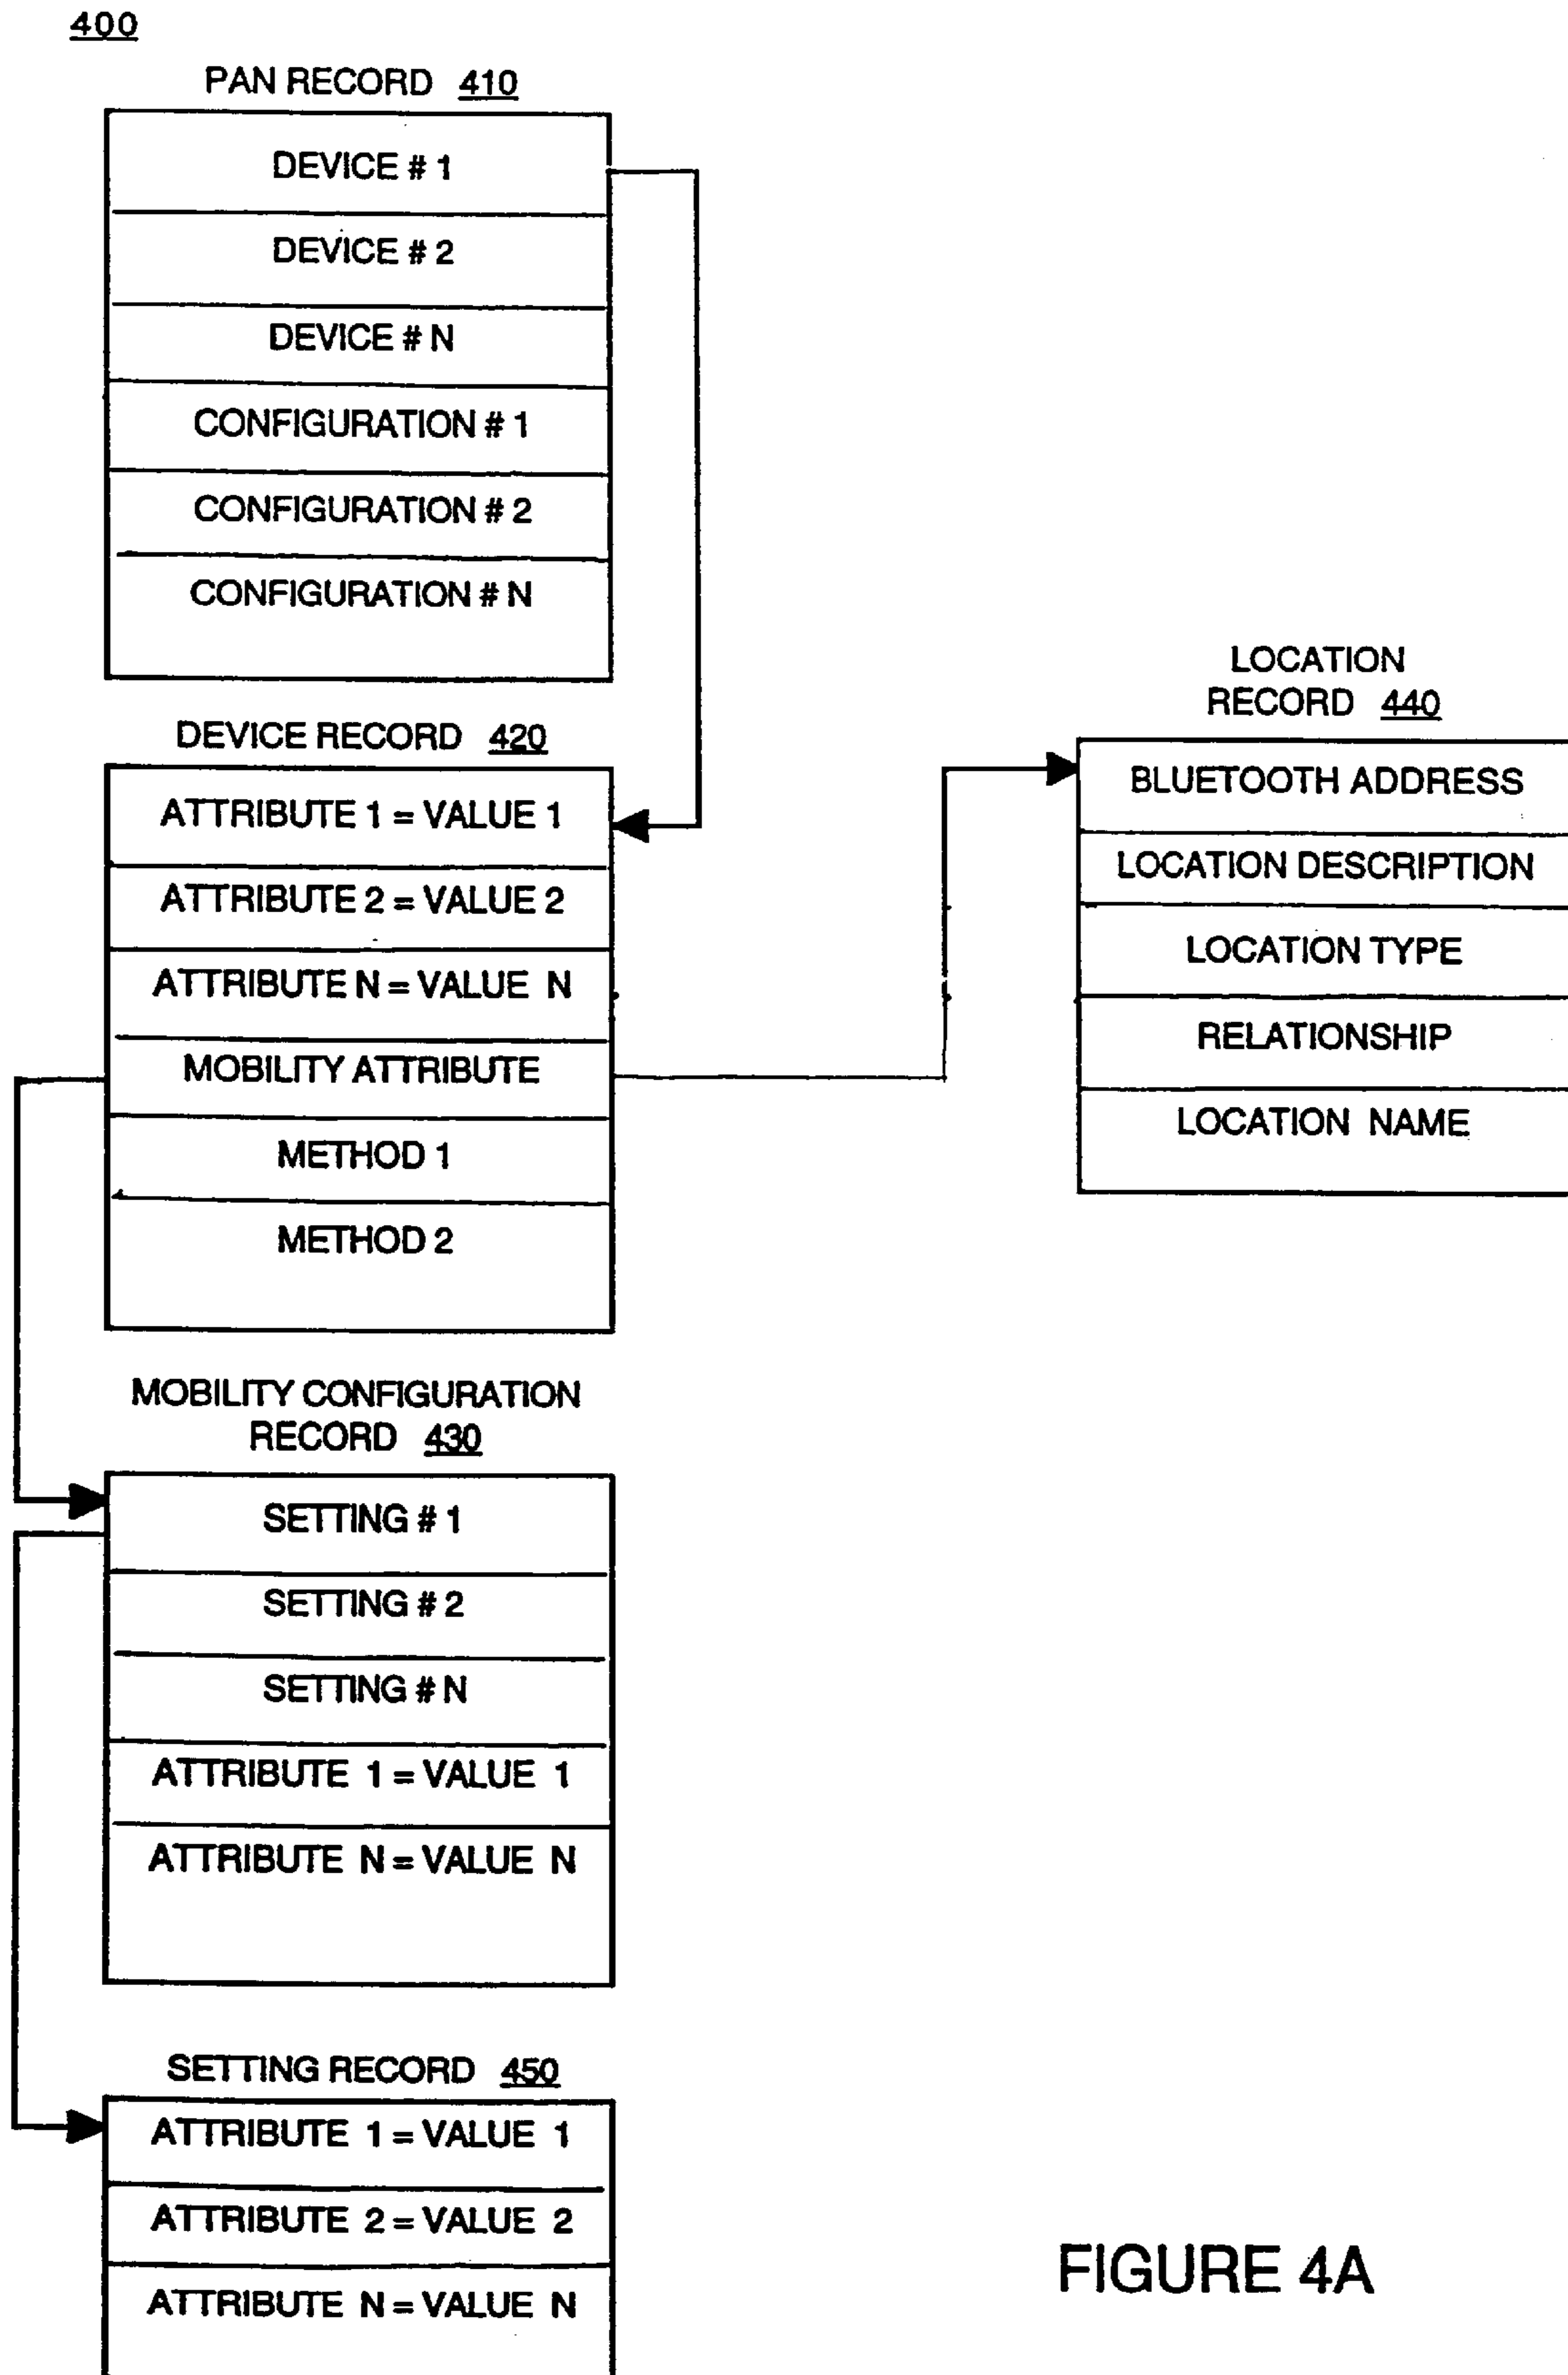 400
PAN RECORD 410
DEVICE # 1
DEVICE # 2
DEVICE # N
CONFIGURATION # 1
CONFIGURATION # 2
CONFIGURATION # N
DEVICE RECORD 420
ATTRIBUTE 1 = VALUE 1
ATTRIBUTE 2 = VALUE 2
ATTRIBUTE N = VALUE N
MOBILITY ATTRIBUTE
METHOD 1
METHOD 2
LOCATION
RECORD 440
BLUETOOTH ADDRESS
LOCATION DESCRIPTION
LOCATION TYPE
RELATIONSHIP
LOCATION NAME
MOBILITY CONFIGURATION
RECORD 430
SETTING # 1
SETTING # 2
SETTING # N
ATTRIBUTE 1 = VALUE 1
ATTRIBUTE N = VALUE N
SETTING RECORD 450
ATTRIBUTE 1 = VALUE 1
ATTRIBUTE 2 = VALUE 2
ATTRIBUTE N = VALUE N
FIGURE 4A